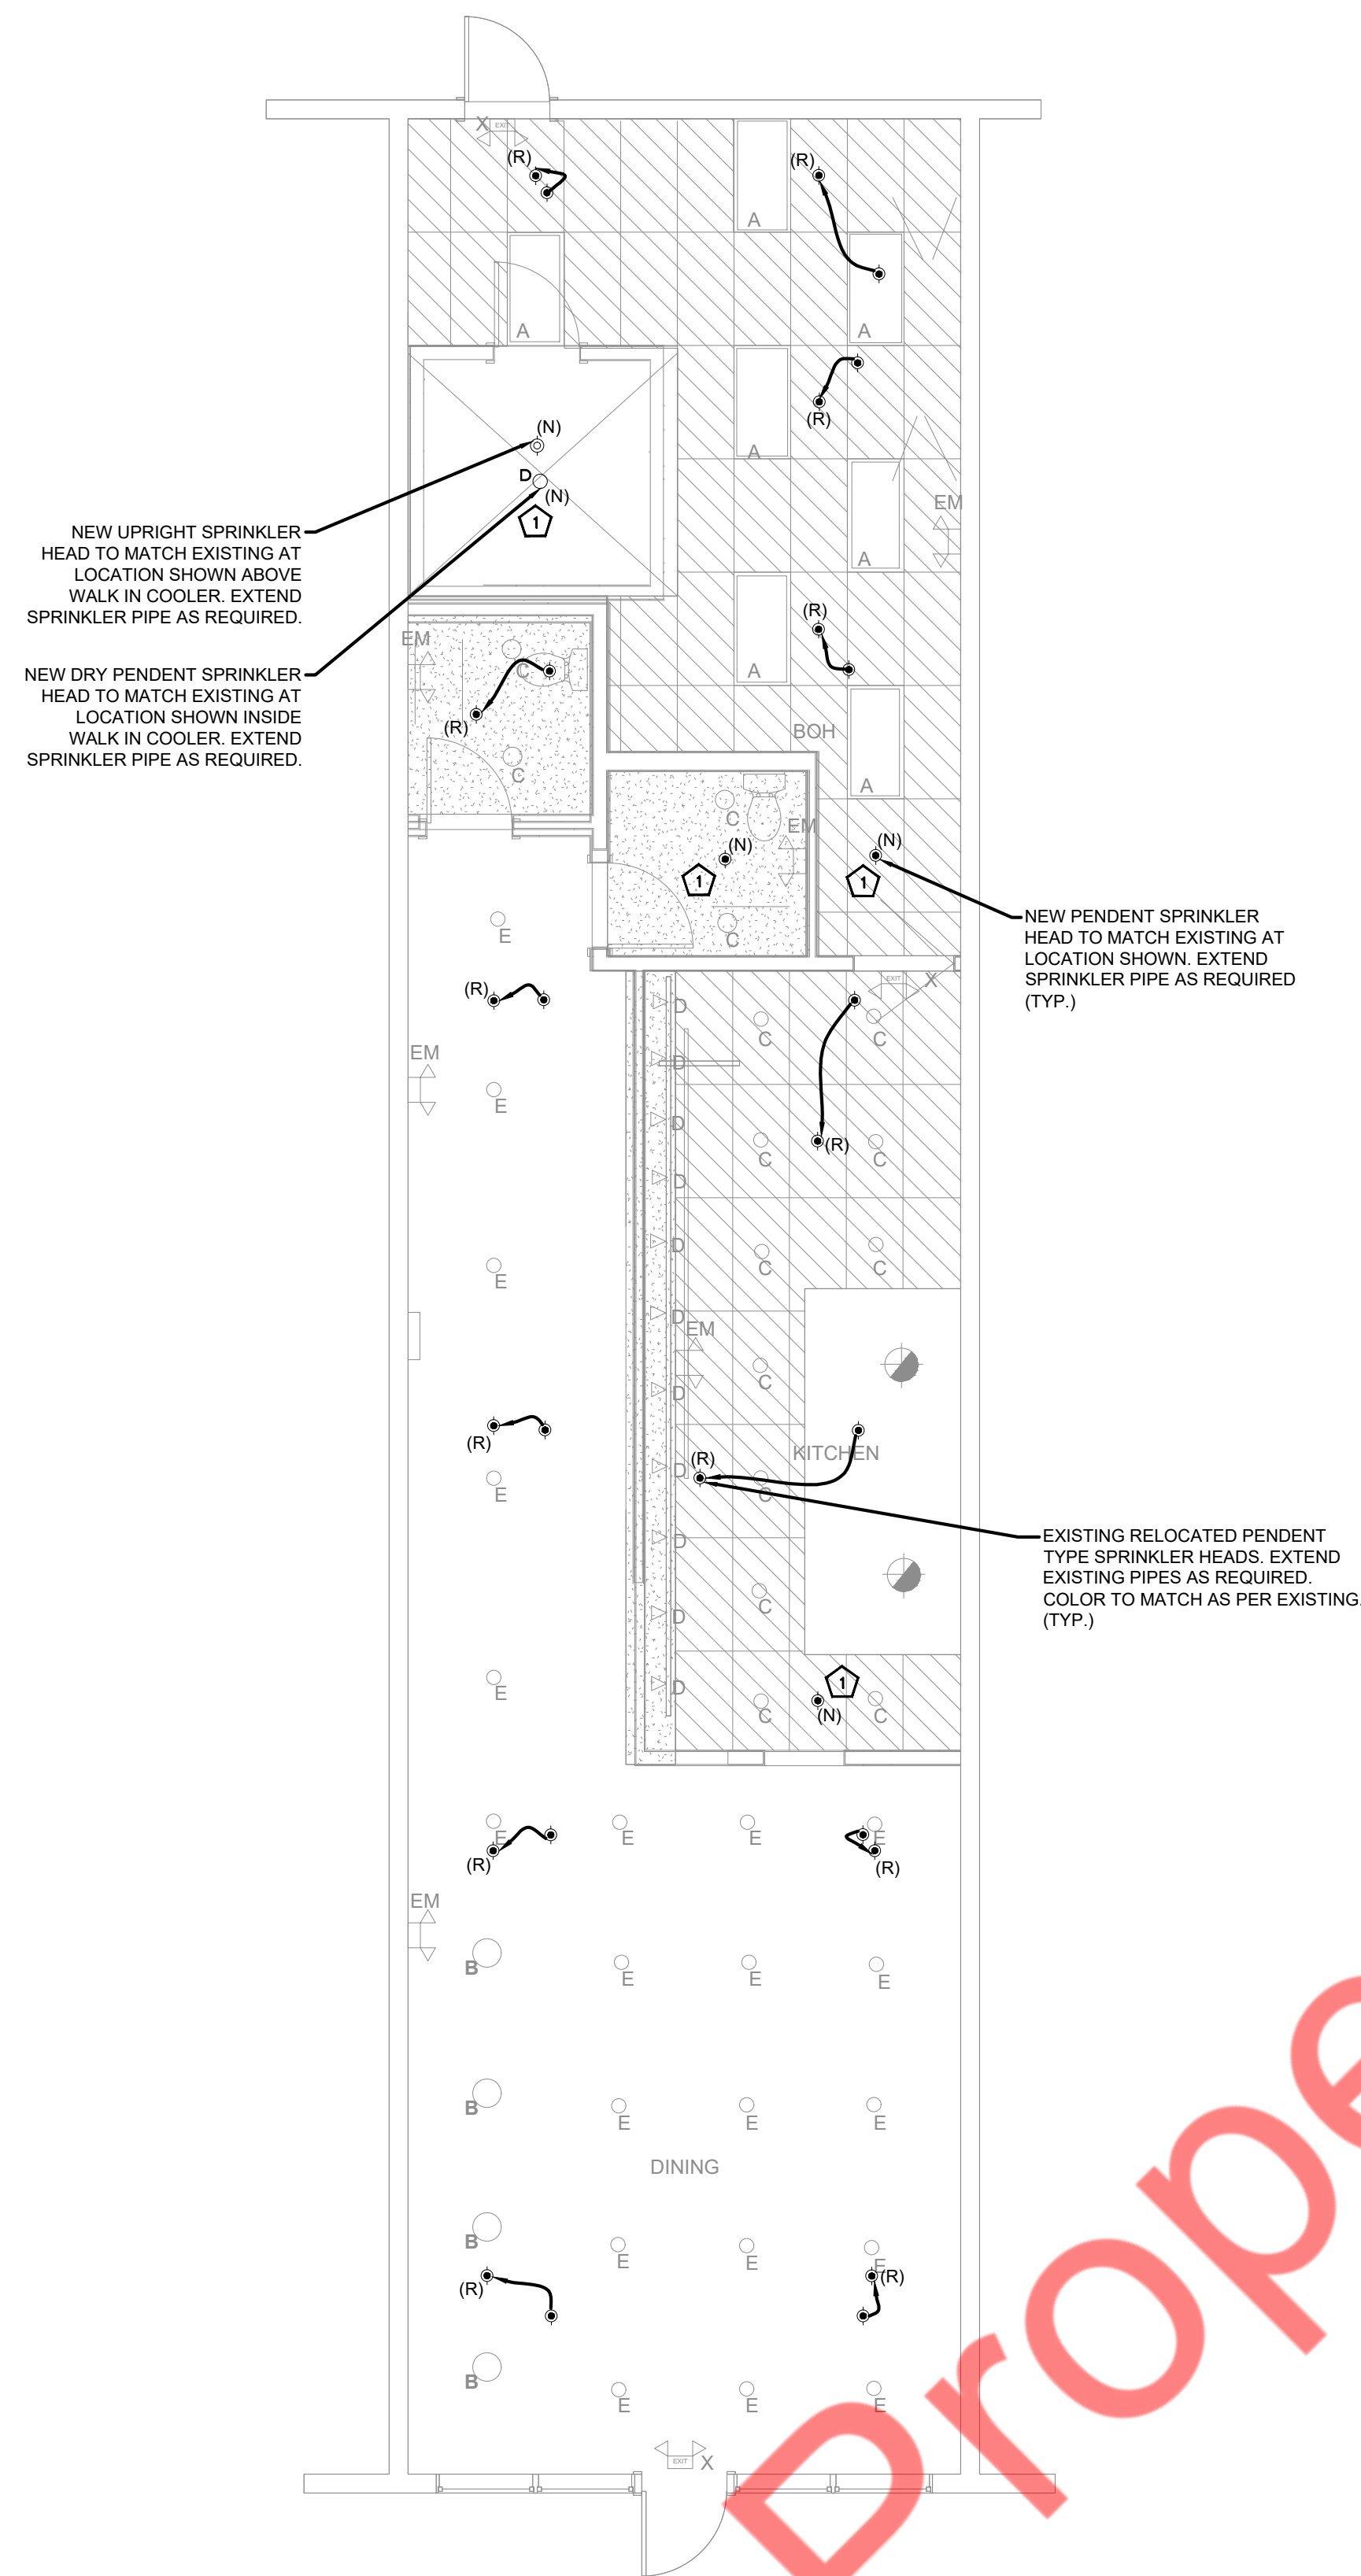 X
EXIT
(R)
(R)
A
A
A
(R)
(N)
A
D
(N)
1
EM
A
NEW UPRIGHT SPRINKLER
HEAD TO MATCH EXISTING AT
LOCATION SHOWN ABOVE
WALK IN COOLER. EXTEND
SPRINKLER PIPE AS REQUIRED.
NEW DRY PENDENT SPRINKLER
HEAD TO MATCH EXISTING AT
LOCATION SHOWN INSIDE
WALK IN COOLER. EXTEND
SPRINKLER PIPE AS REQUIRED.
(R)
EM
C
A
(R)
BOH
C
A
C
EM
(N)
(N)
1
1
NEW PENDENT SPRINKLER
HEAD TO MATCH EXISTING AT
LOCATION SHOWN. EXTEND
SPRINKLER PIPE AS REQUIRED
(TYP.)
E
C
(R)
EXIT
X
D
C
C
EM
D
E
D
(R)
C
C
D
D
C
C
E
D
EM
C
D
(R)
KITCHEN
(R)
D
E
C
EXISTING RELOCATED PENDENT
TYPE SPRINKLER HEADS. EXTEND
EXISTING PIPES AS REQUIRED.
COLOR TO MATCH AS PER EXISTING.
(TYP.)
D
C
D
1
E
D
(N)
C
C
E
E
E
E
(R)
(R)
EM
B
E
E
E
B
E
E
E
DINING
B
E
E
E
(R)
(R)
B
E
E
E
EXIT
X
Prope